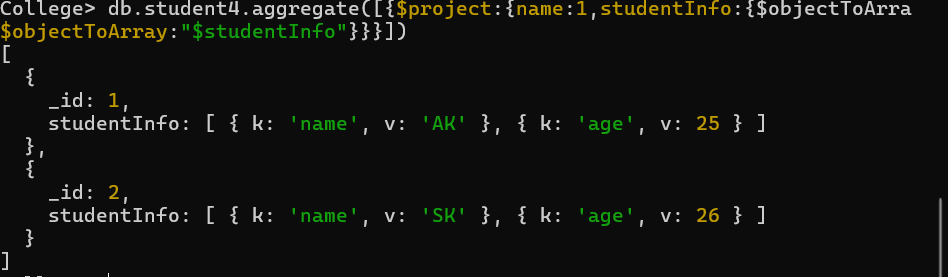 College> db.student4.aggregate([{$project:{name:1,studentInfo:{$objectToArra
$objectToArray:"$studentInfo"}}}])
[
  {
    _id: 1,
    studentInfo: [ { k: 'name', v: 'AK' }, { k: 'age', v: 25 } ]
  },
  {
    _id: 2,
    studentInfo: [ { k: 'name', v: 'SK' }, { k: 'age', v: 26 } ]
  }
]